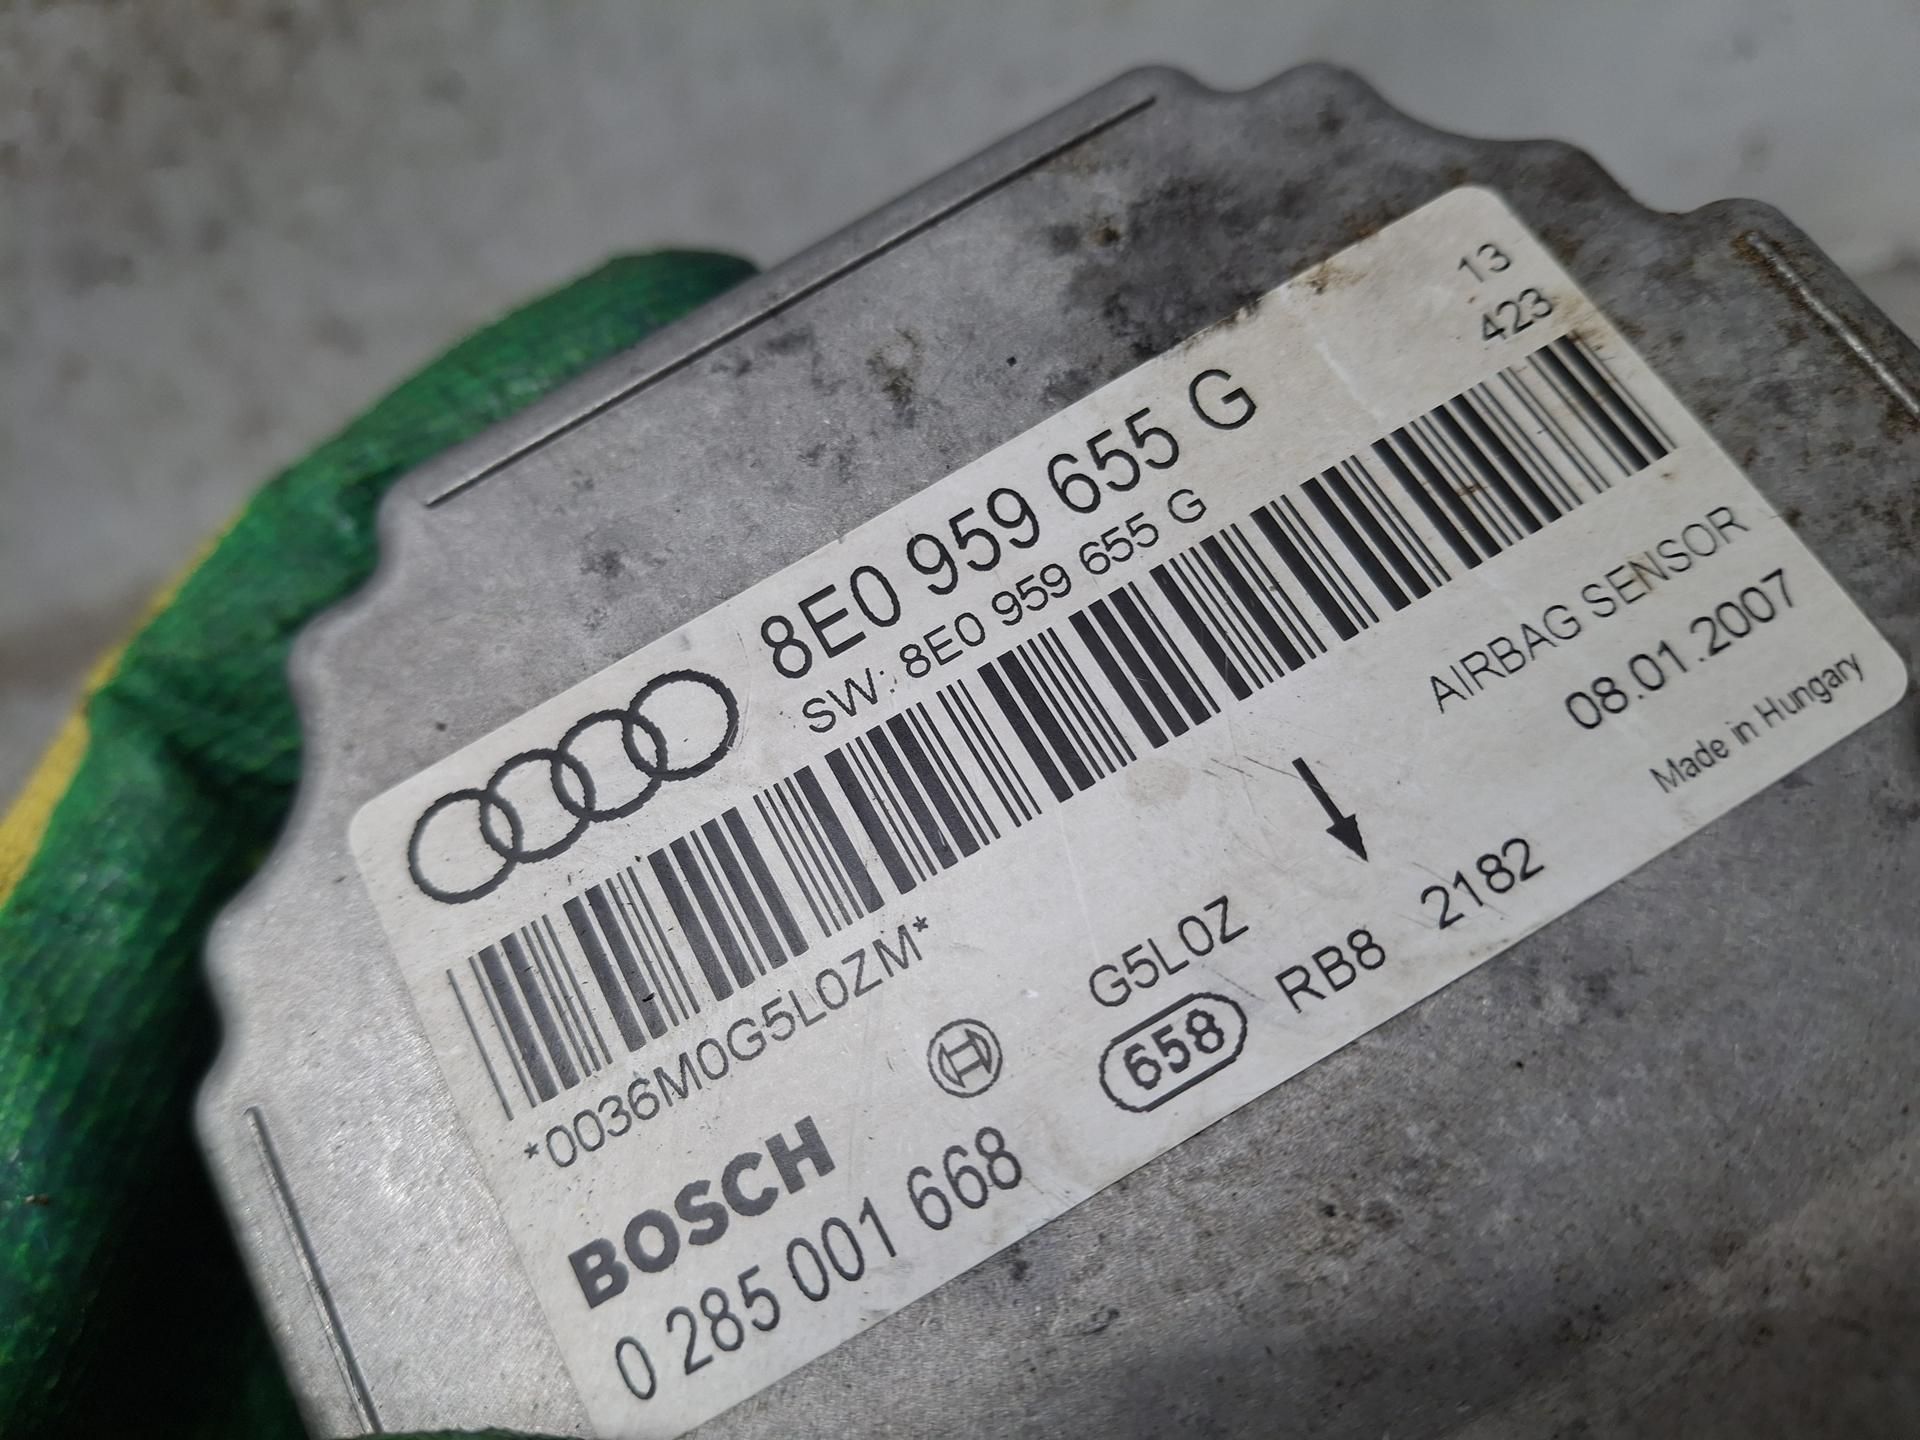 13
423
8E0 959 655 G
SW: 8E0 959 655 G
*0036M0G5L0ZM*
AIRBAG SENSOR
08.01.2007
Made in Hungary
G5L0Z
658 RB8 2182
BOSCH
0 285 001 668